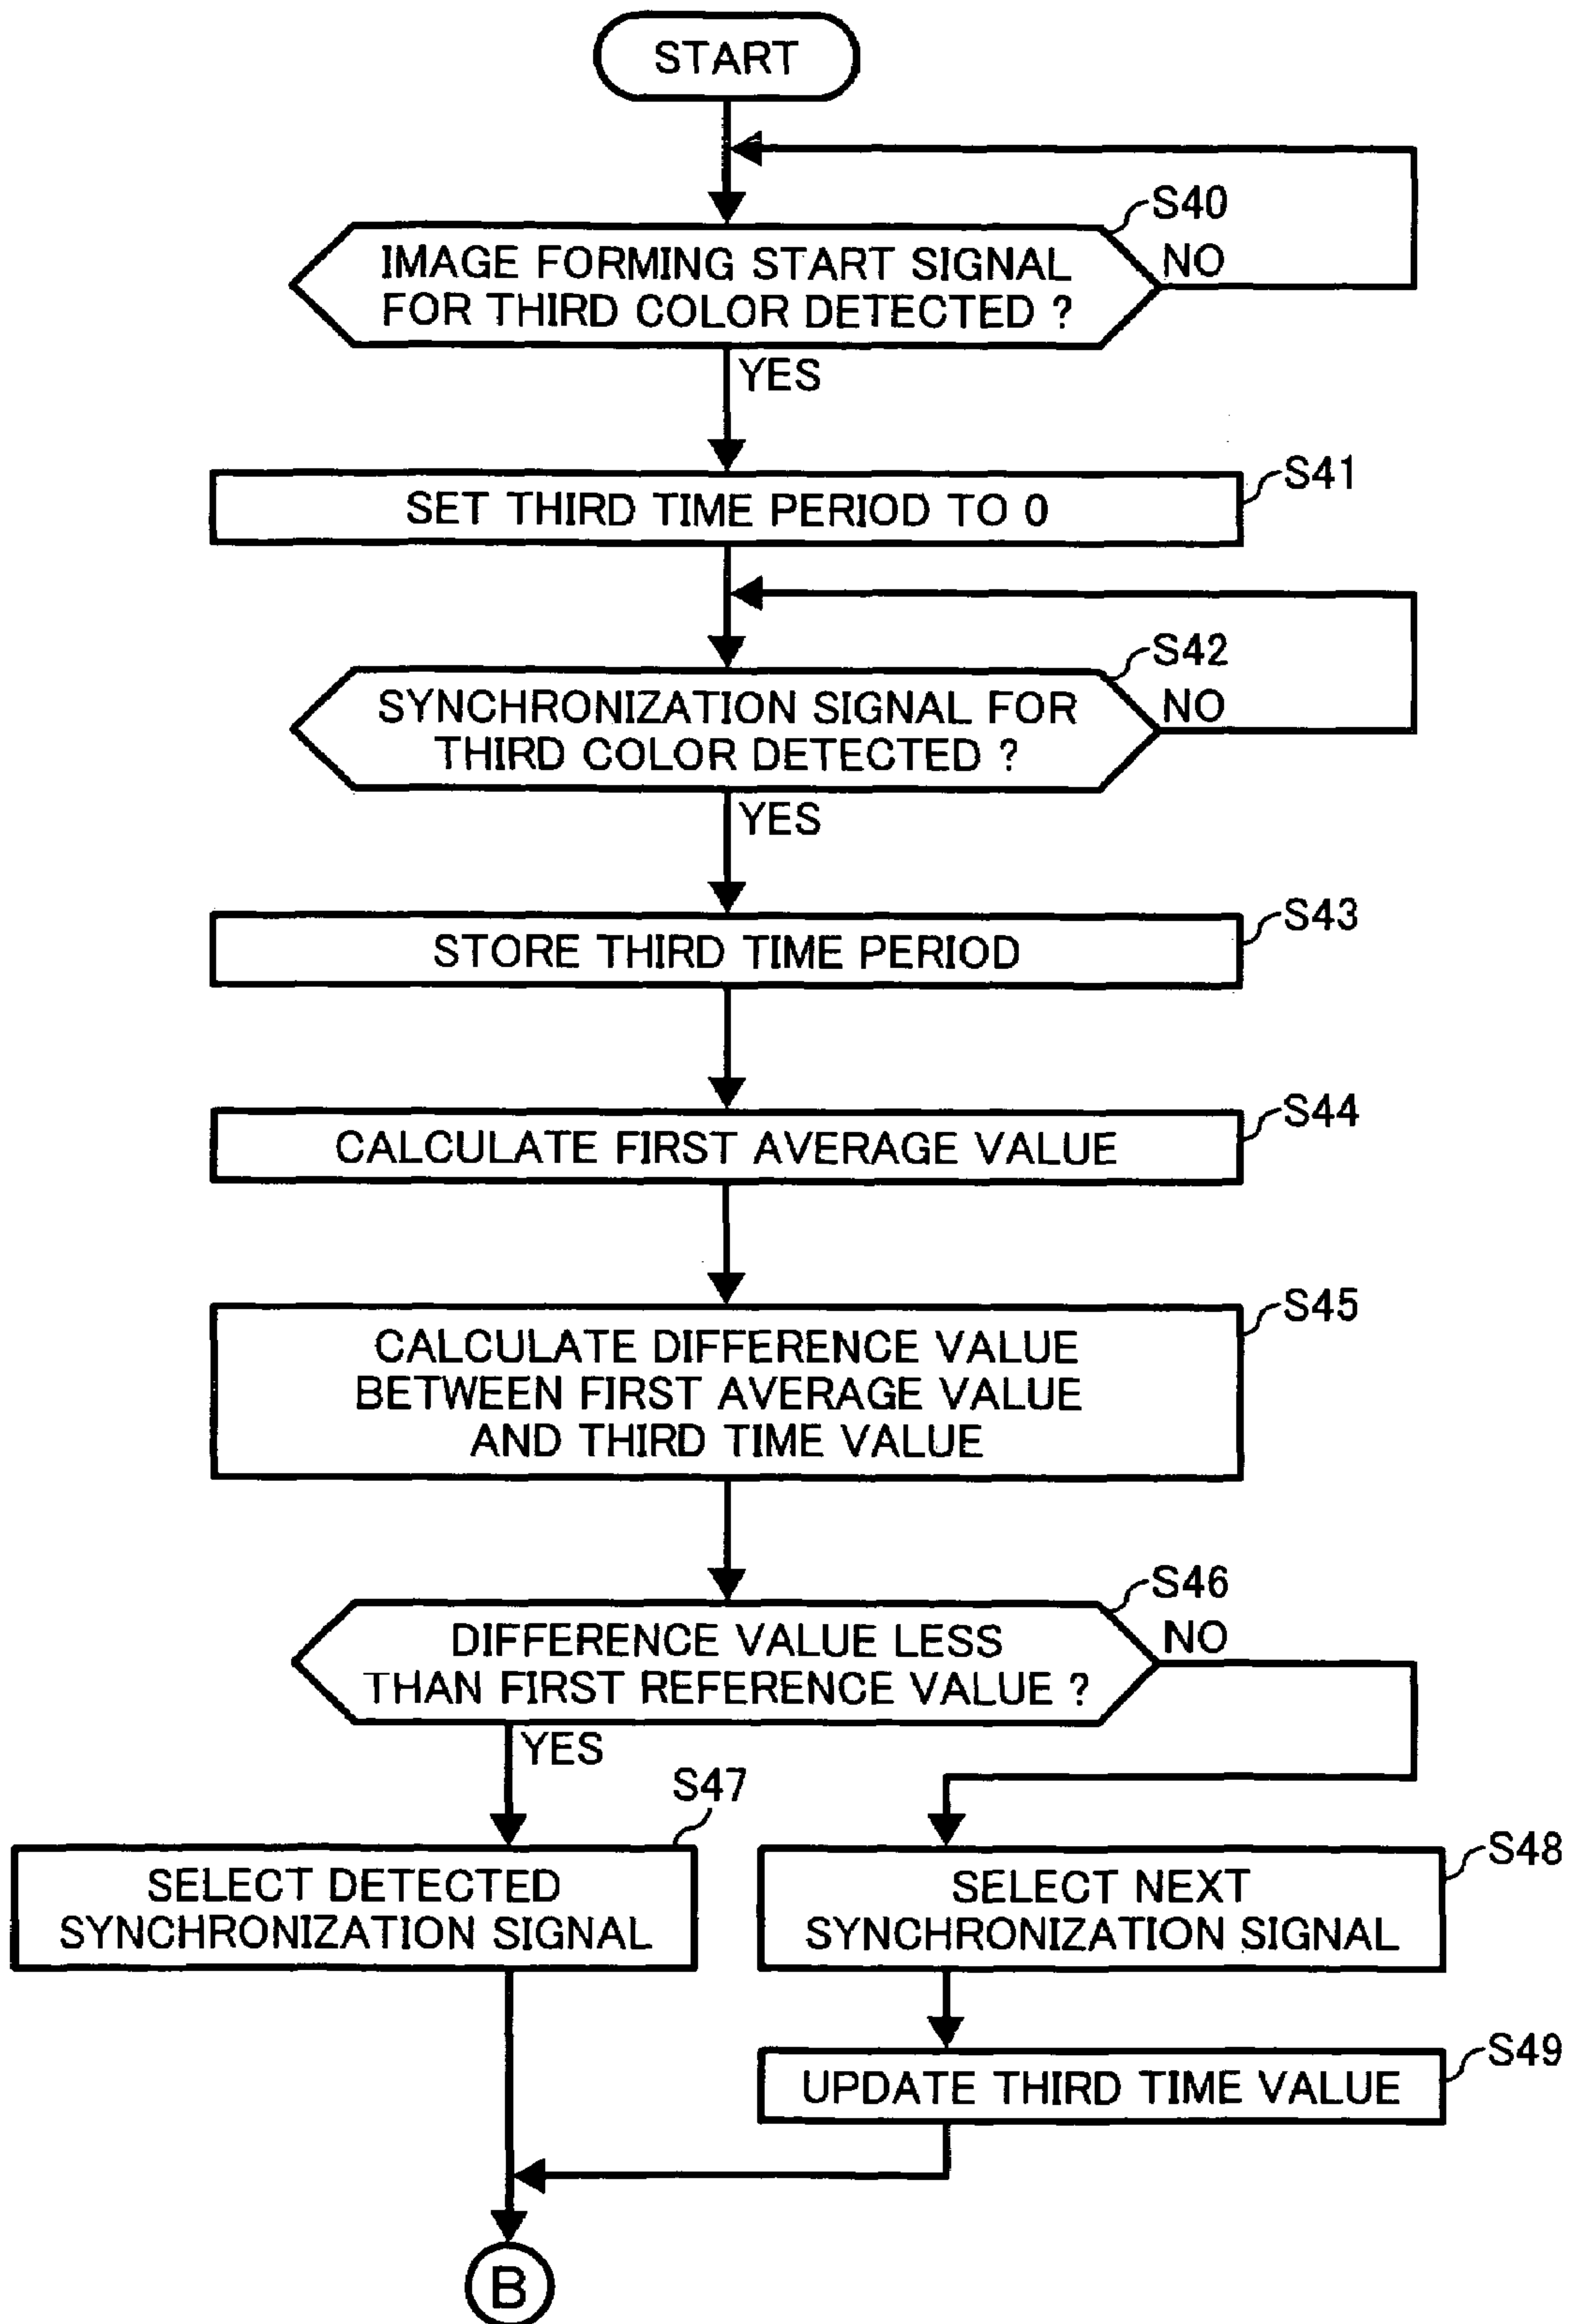 START
S40
IMAGE FORMING START SIGNAL
FOR THIRD COLOR DETECTED ?
NO
YES
S41
SET THIRD TIME PERIOD TO 0
S42
SYNCHRONIZATION SIGNAL FOR
THIRD COLOR DETECTED ?
NO
YES
S43
STORE THIRD TIME PERIOD
S44
CALCULATE FIRST AVERAGE VALUE
S45
CALCULATE DIFFERENCE VALUE
BETWEEN FIRST AVERAGE VALUE
AND THIRD TIME VALUE
S46
DIFFERENCE VALUE LESS
THAN FIRST REFERENCE VALUE ?
NO
YES
S47
SELECT DETECTED
SYNCHRONIZATION SIGNAL
S48
SELECT NEXT
SYNCHRONIZATION SIGNAL
S49
UPDATE THIRD TIME VALUE
B